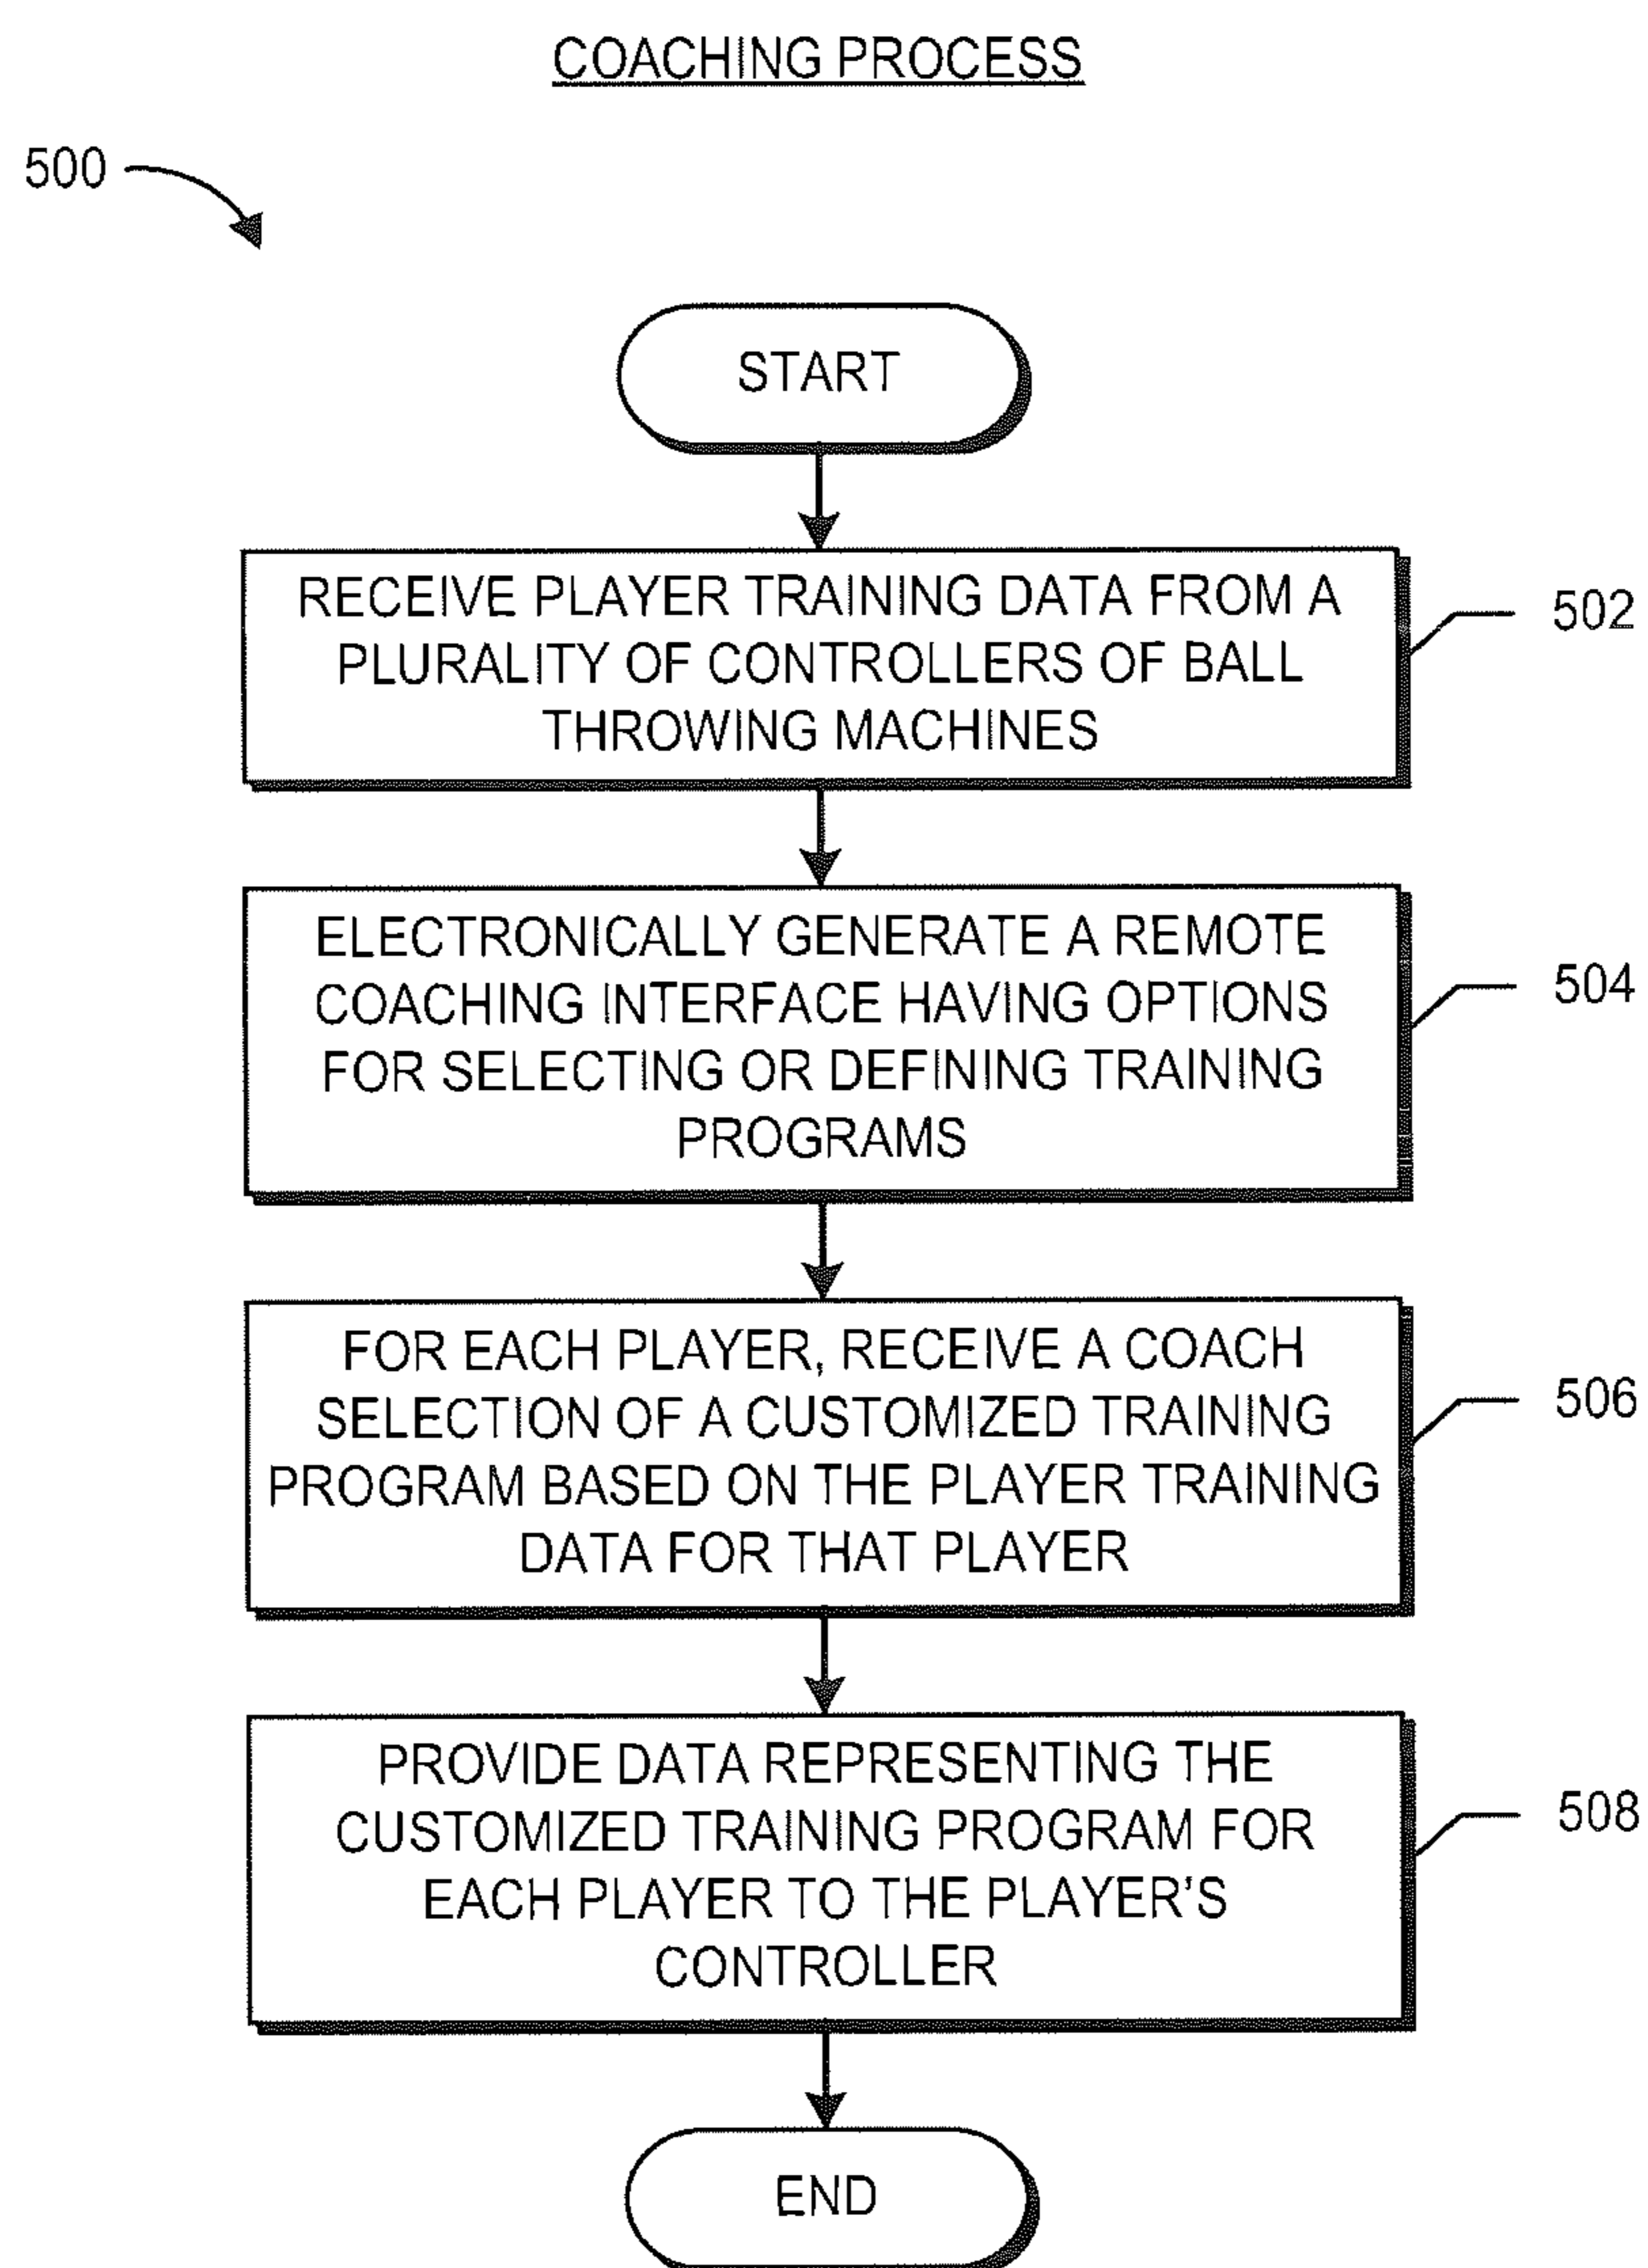 COACHING PROCESS
500
START
RECEIVE PLAYER TRAINING DATA FROM A
PLURALITY OF CONTROLLERS OF BALL
THROWING MACHINES
502
ELECTRONICALLY GENERATE A REMOTE
COACHING INTERFACE HAVING OPTIONS
FOR SELECTING OR DEFINING TRAINING
PROGRAMS
504
FOR EACH PLAYER, RECEIVE A COACH
SELECTION OF A CUSTOMIZED TRAINING
PROGRAM BASED ON THE PLAYER TRAINING
DATA FOR THAT PLAYER
506
PROVIDE DATA REPRESENTING THE
CUSTOMIZED TRAINING PROGRAM FOR
EACH PLAYER TO THE PLAYER'S
CONTROLLER
508
END